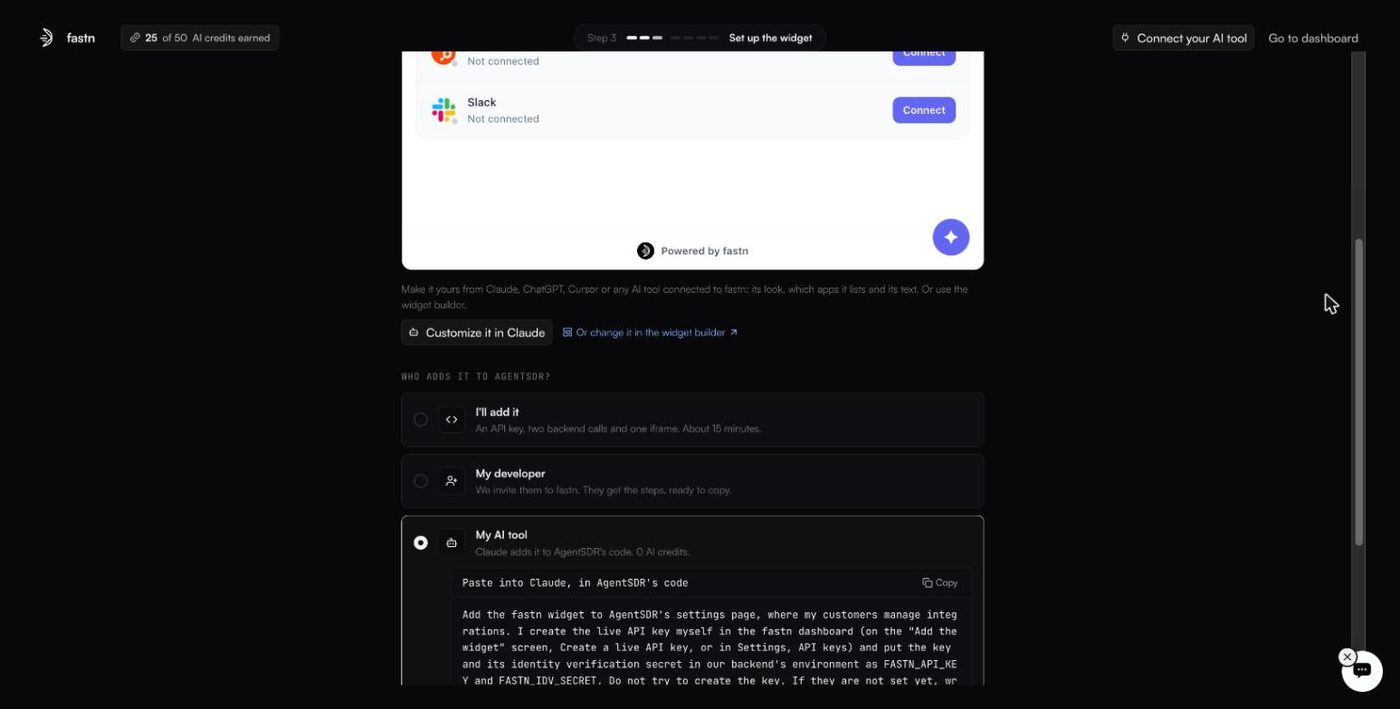 fastn
25 of 50 AI credits earned
Step 3
Set up the widget
Connect your AI tool
Go to dashboard
Not connected
Connect
Slack
Not connected
Connect
Powered by fastn
Make it yours from Claude, ChatGPT, Cursor or any AI tool connected to fastn: its look, which apps it lists and its text. Or use the
widget builder.
Customize it in Claude
Or change it in the widget builder
WHO ADDS IT TO AGENTSDR?
I'll add it
An API key, two backend calls and one iframe. About 15 minutes.
My developer
We invite them to fastn. They get the steps, ready to copy.
My AI tool
Claude adds it to AgentSDR's code. 0 AI credits.
Paste into Claude, in AgentSDR's code
Copy
Add the fastn widget to AgentSDR's settings page, where my customers manage integ
rations. I create the live API key myself in the fastn dashboard (on the "Add the
widget" screen, Create a live API key, or in Settings, API keys) and put the key
and its identity verification secret in our backend's environment as FASTN_API_KE
Y and FASTN_IDV_SECRET. Do not try to create the key. If they are not set yet, wr